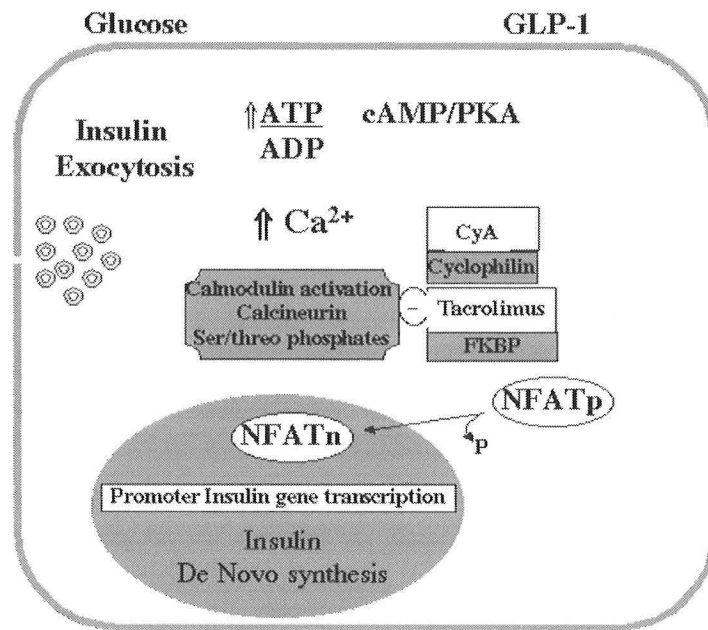 Glucose
GLP-1
⇑ATP
ADP
cAMP/PKA
Insulin
Exocytosis
⇑ Ca²⁺
CyA
Cyclophilin
Calmodulin activation
Calcineurin
Ser/threo phosphates
−
Tacrolimus
FKBP
NFATp
P
NFATn
Promoter Insulin gene transcription
Insulin
De Novo synthesis